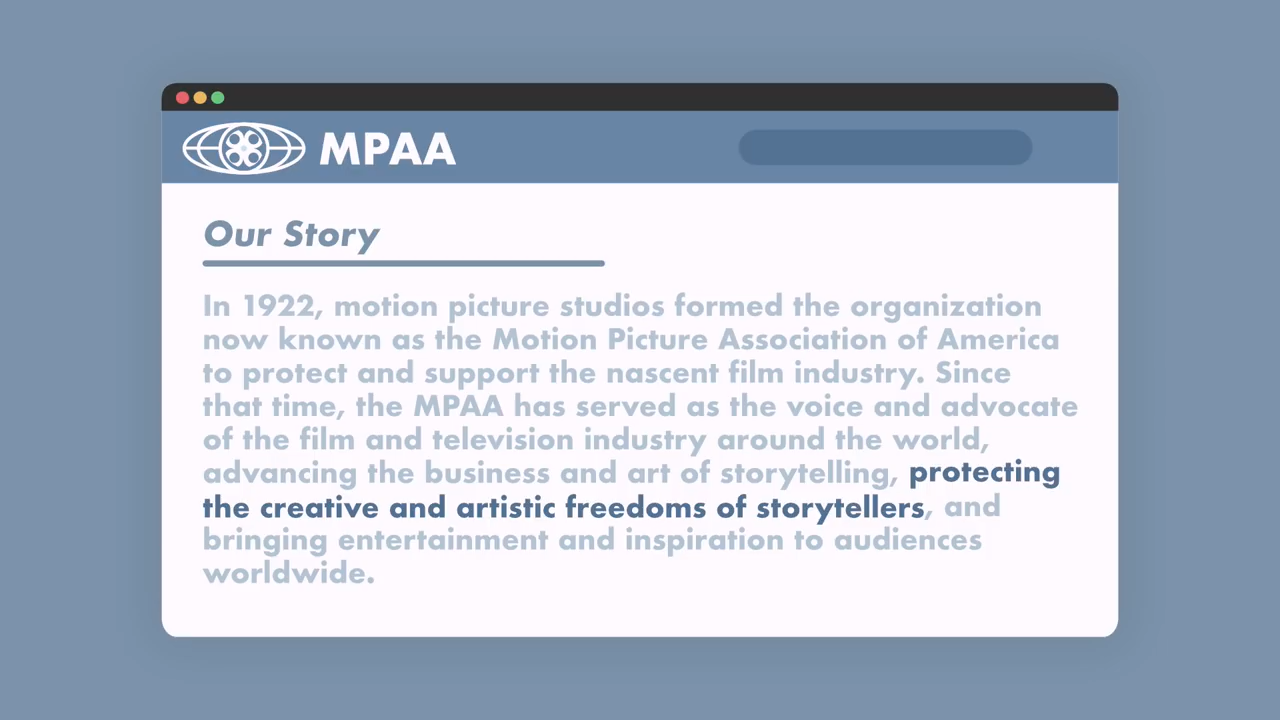 MPAA
Our Story
In 1922, motion picture studios formed the organization
now known as the Motion Picture Association of America
to protect and support the nascent film industry. Since
that time, the MPAA has served as the voice and advocate
of the film and television industry around the world,
advancing the business and art of storytelling, protecting
the creative and artistic freedoms of storytellers, and
bringing entertainment and inspiration to audiences
worldwide.